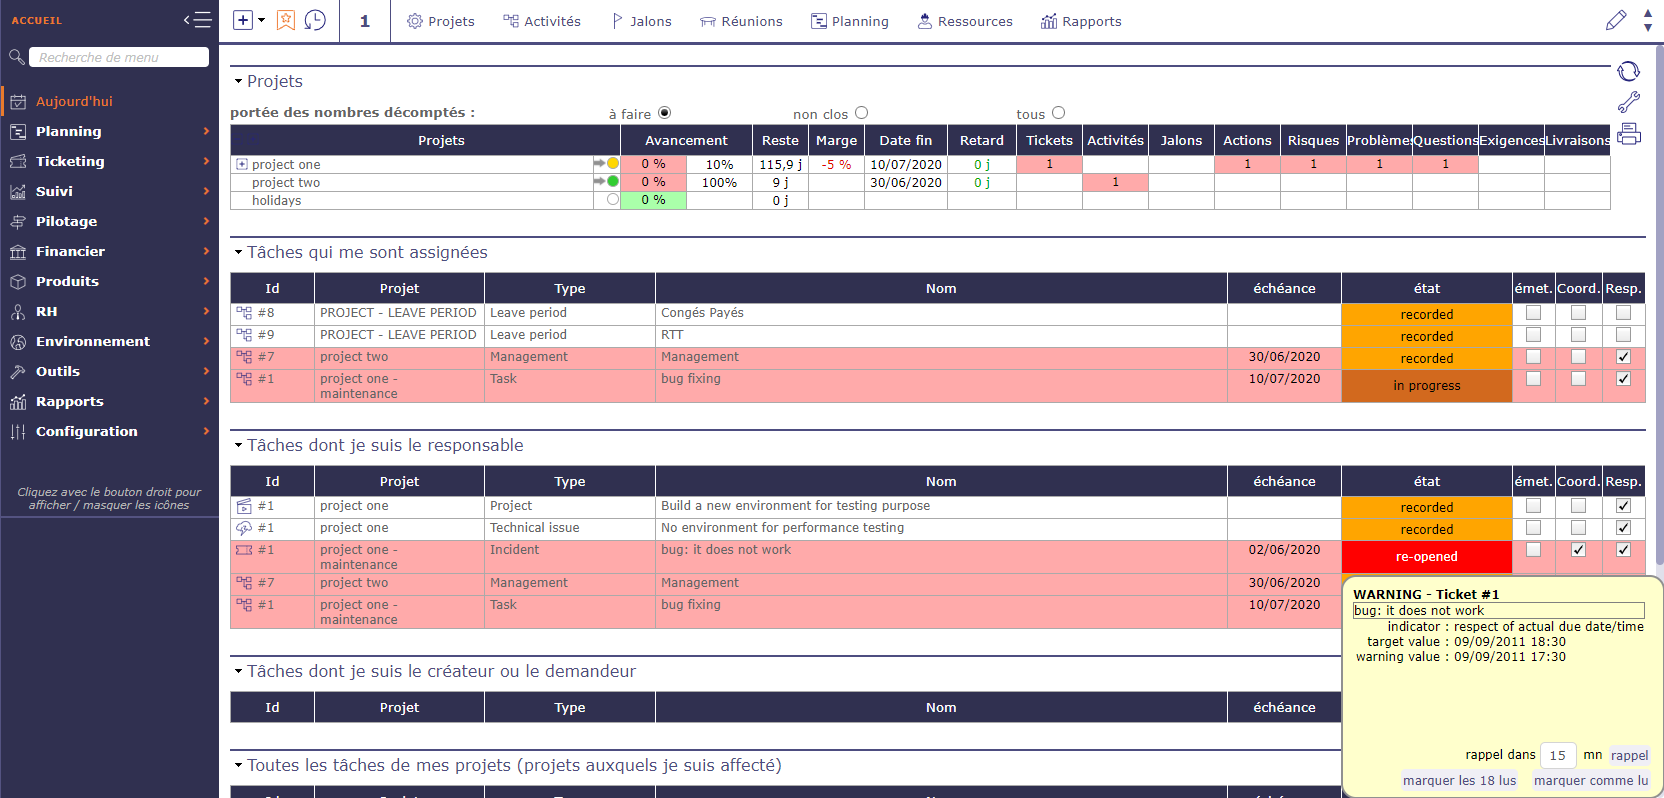 ACCUEIL
1
Projets
Activités
Jalons
Réunions
Planning
Ressources
Rapports
Recherche de menu
Aujourd'hui
Planning
Ticketing
Suivi
Pilotage
Financier
Produits
RH
Environnement
Outils
Rapports
Configuration
Cliquez avec le bouton droit pour
afficher / masquer les icônes
Projets
portée des nombres décomptés : à faire non clos tous
Projets Avancement Reste Marge Date fin Retard Tickets Activités Jalons Actions Risques Problèmes Questions Exigences Livraisons
project one 0 % 10% 115,9 j -5 % 10/07/2020 0 j 1 1 1 1 1
project two 0 % 100% 9 j 30/06/2020 0 j 1
holidays 0 % 0 j
Tâches qui me sont assignées
Id Projet Type Nom échéance état émet. Coord. Resp.
#8 PROJECT - LEAVE PERIOD Leave period Congés Payés recorded
#9 PROJECT - LEAVE PERIOD Leave period RTT recorded
#7 project two Management Management 30/06/2020 recorded
#1 project one - Task bug fixing 10/07/2020 in progress
maintenance
Tâches dont je suis le responsable
Id Projet Type Nom échéance état émet. Coord. Resp.
#1 project one Project Build a new environment for testing purpose recorded
#1 project one Technical issue No environment for performance testing recorded
#1 project one - Incident bug: it does not work 02/06/2020 re-opened
maintenance
#7 project two Management Management 30/06/2020
#1 project one - Task bug fixing 10/07/2020
maintenance
Tâches dont je suis le créateur ou le demandeur
Id Projet Type Nom échéance
Toutes les tâches de mes projets (projets auxquels je suis affecté)
WARNING - Ticket #1
bug: it does not work
indicator : respect of actual due date/time
target value : 09/09/2011 18:30
warning value : 09/09/2011 17:30
rappel dans 15 mn rappel
marquer les 18 lus marquer comme lu